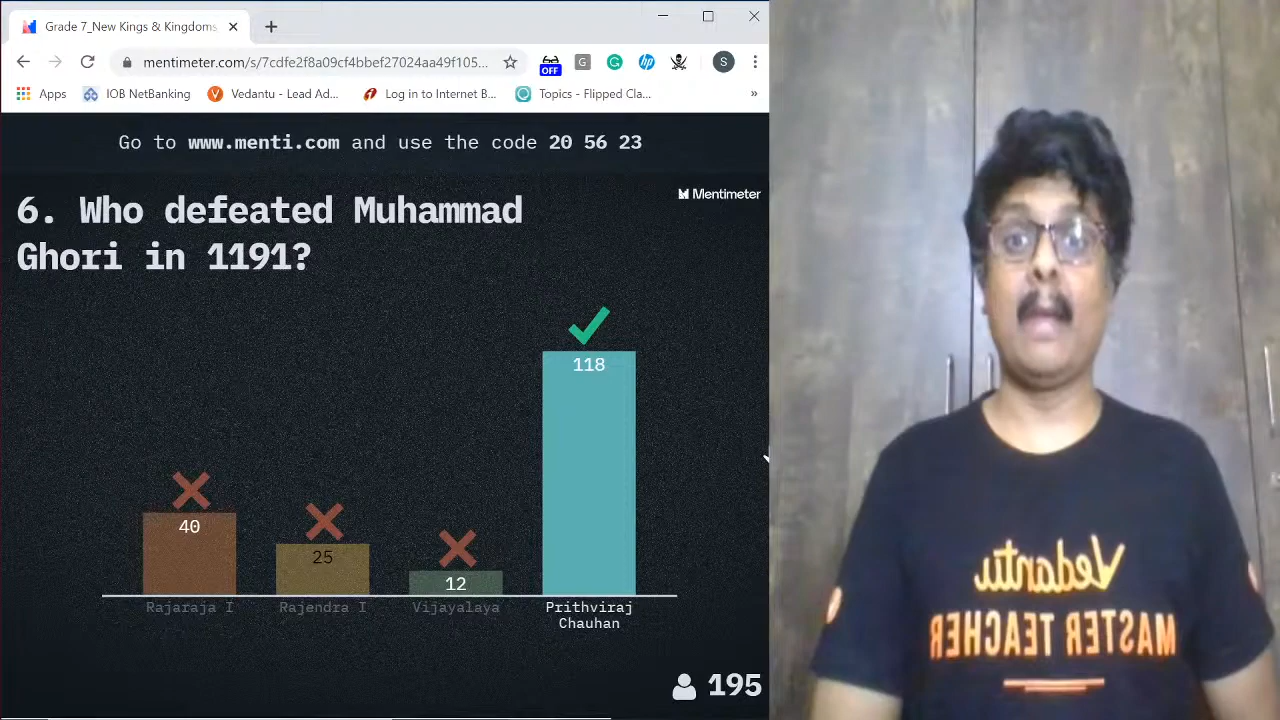 Grade 7_New Kings & Kingdoms
mentimeter.com/s/7cdfe2f8a09cf4bbef27024aa49f105...
OFF
G
G
hp
S
Apps
IOB NetBanking
V
Vedantu - Lead Ad...
Log in to Internet B...
Topics - Flipped Cla...
»
Go to www.menti.com and use the code 20 56 23
Mentimeter
6. Who defeated Muhammad
Ghori in 1191?
118
40
25
12
Rajaraja I
Rajendra I
Vijayalaya
Prithviraj
Chauhan
195
Vedantu
MASTER TEACHER